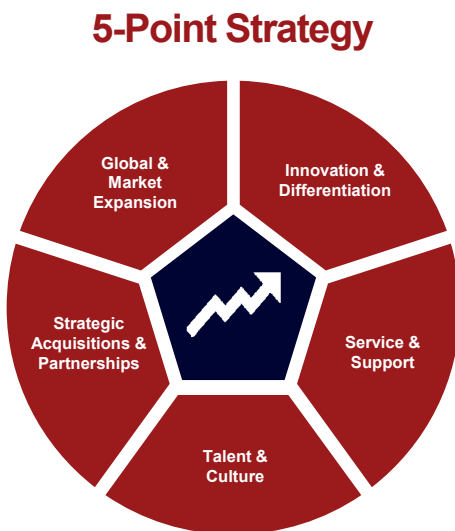 5-Point Strategy
Global &
Market
Expansion
Innovation &
Differentiation
Strategic
Acquisitions &
Partnerships
Service &
Support
Talent &
Culture